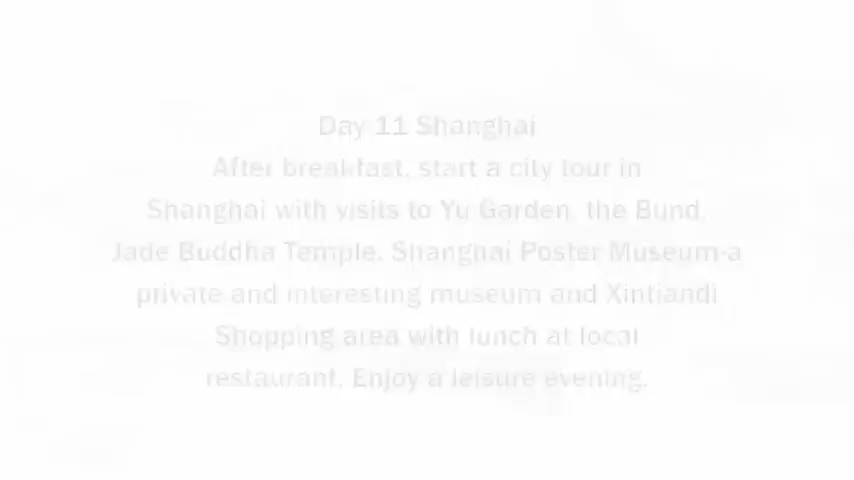 Day 11 Shanghai
After breakfast, start a city tour in
Shanghai with visits to Yu Garden, the Bund,
Jade Buddha Temple, Shanghai Poster Museum-a
private and interesting museum and Xintiandi
Shopping area with lunch at local
restaurant. Enjoy a leisure evening.